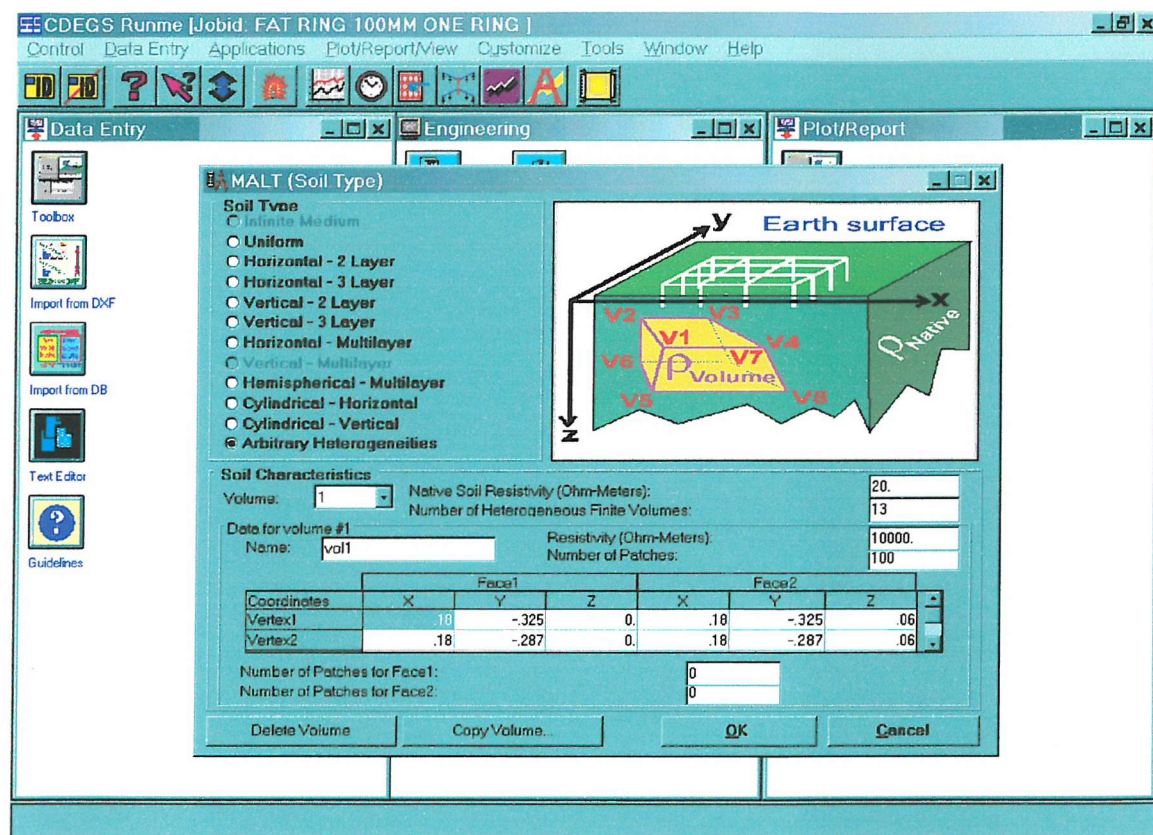 CDEGS Runme [Jobid: FAT RING 100MM ONE RING ]
Control Data Entry Applications Plot/Report/View Customize Tools Window Help
Data Entry
Engineering
Plot/Report
Toolbox
Import from DXF
Import from DB
Text Editor
Guidelines
MALT (Soil Type)
Soil Type
Infinite Medium
Uniform
Horizontal - 2 Layer
Horizontal - 3 Layer
Vertical - 2 Layer
Vertical - 3 Layer
Horizontal - Multilayer
Vertical - Multilayer
Hemispherical - Multilayer
Cylindrical - Horizontal
Cylindrical - Vertical
Arbitrary Heterogeneities
Y Earth surface
X
V2 V3
V1 V4
V6 V7
ρVolume
V5 V8
ρNative
Z
Soil Characteristics
Volume: 1
Native Soil Resistivity (Ohm-Meters): 20.
Number of Heterogeneous Finite Volumes: 13
Data for volume #1
Name: vol1
Resistivity (Ohm-Meters): 10000.
Number of Patches: 100
Face1 Face2
Coordinates X Y Z X Y Z
Vertex1 .18 -.325 0. .18 -.325 .06
Vertex2 .18 -.287 0. .18 -.287 .06
Number of Patches for Face1: 0
Number of Patches for Face2: 0
Delete Volume Copy Volume... OK Cancel